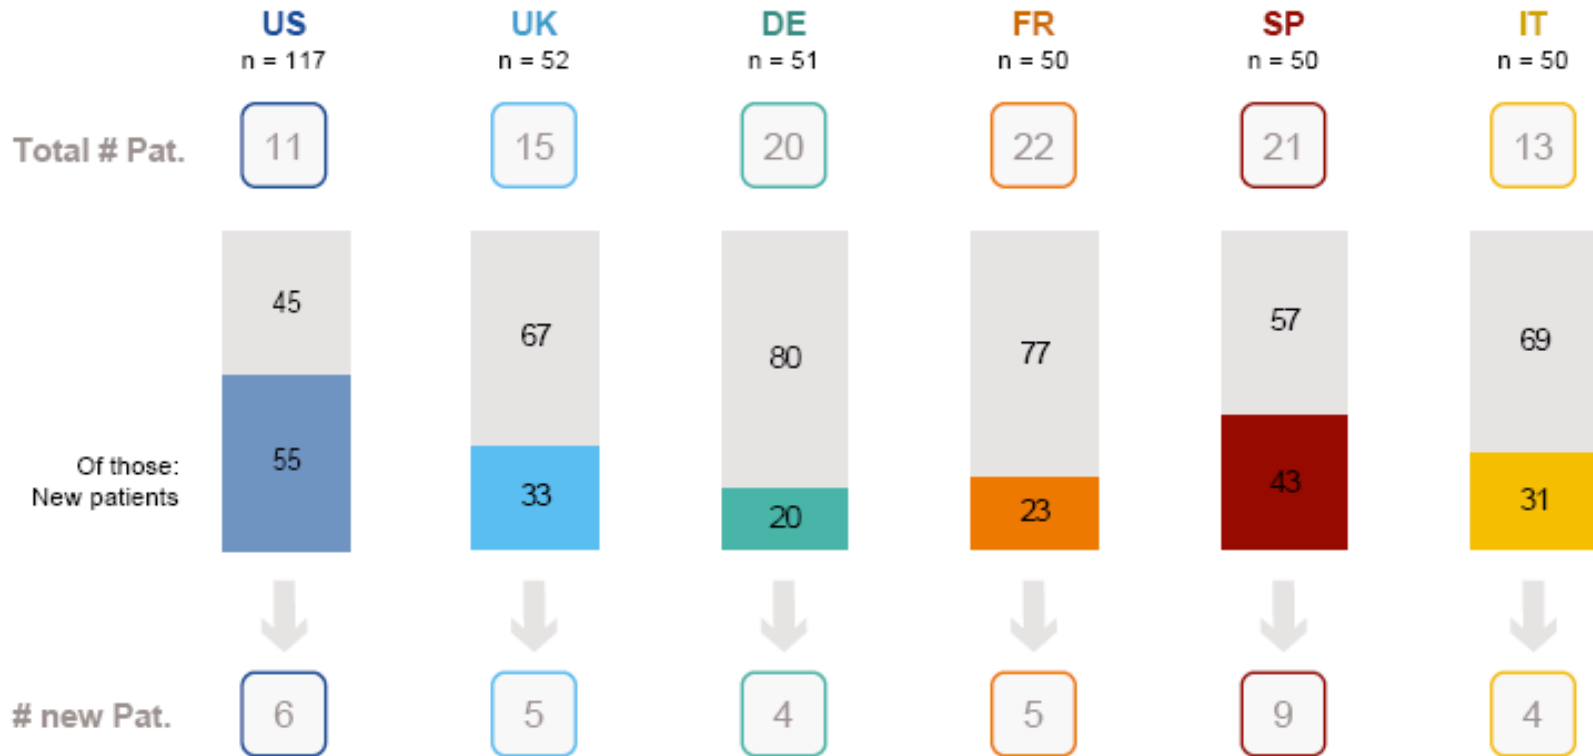 US UK DE FR SP IT
n = 117 n = 52 n = 51 n = 50 n = 50 n = 50
Total # Pat. 11 15 20 22 21 13
45 67 80 77 57 69
Of those:
New patients
55 33 20 23 43 31
# new Pat. 6 5 4 5 9 4